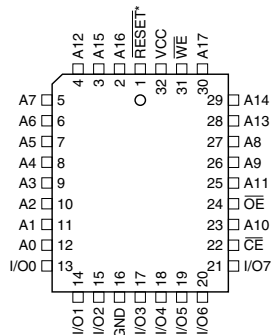 A12
A15
A16
RESET*
VCC
WE
A17
4
3
2
1
32
31
30
A7 5
A6 6
A5 7
A4 8
A3 9
A2 10
A1 11
A0 12
I/O0 13
29 A14
28 A13
27 A8
26 A9
25 A11
24 OE
23 A10
22 CE
21 I/O7
14
15
16
17
18
19
20
I/O1
I/O2
GND
I/O3
I/O4
I/O5
I/O6